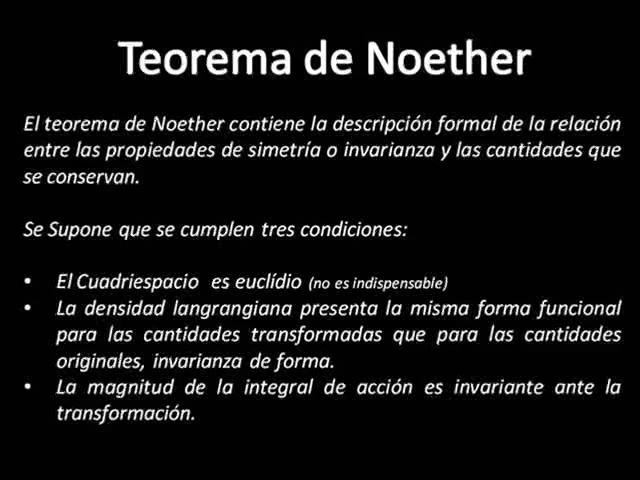 Teorema de Noether
El teorema de Noether contiene la descripción formal de la relación
entre las propiedades de simetría o invarianza y las cantidades que
se conservan.
Se Supone que se cumplen tres condiciones:
• El Cuadriespacio es euclídio (no es indispensable)
• La densidad langrangiana presenta la misma forma funcional
para las cantidades transformadas que para las cantidades
originales, invarianza de forma.
• La magnitud de la integral de acción es invariante ante la
transformación.